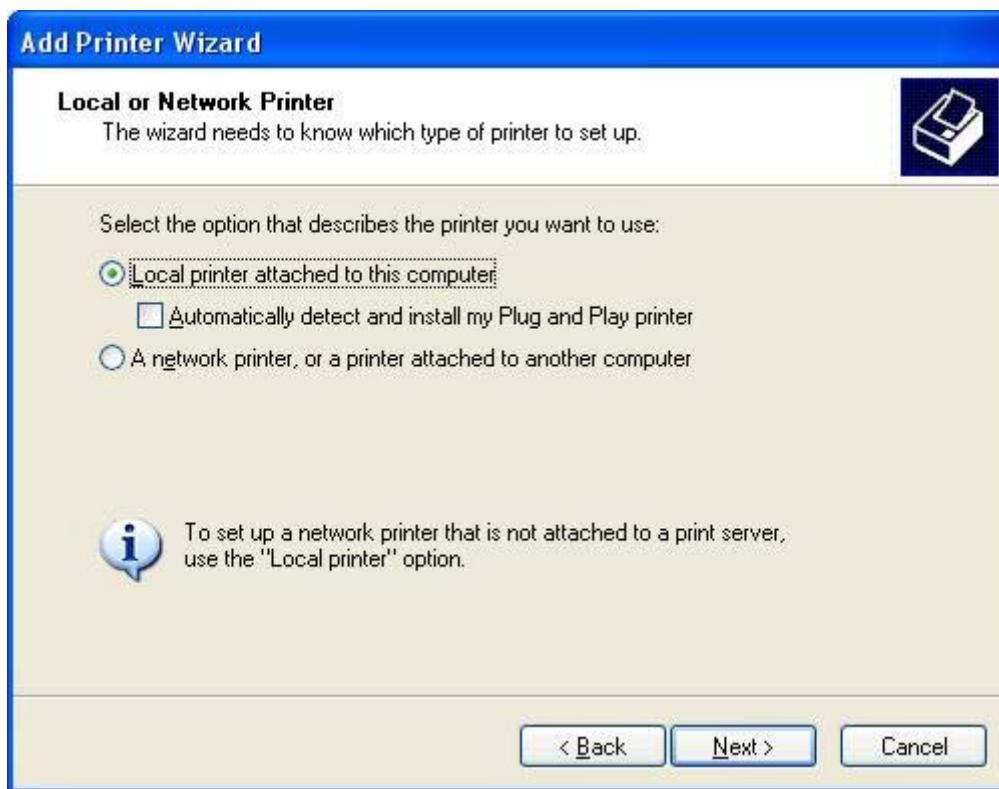 Add Printer Wizard
Local or Network Printer
The wizard needs to know which type of printer to set up.
Select the option that describes the printer you want to use:
Local printer attached to this computer
Automatically detect and install my Plug and Play printer
A network printer, or a printer attached to another computer
To set up a network printer that is not attached to a print server,
use the "Local printer" option.
< Back Next > Cancel